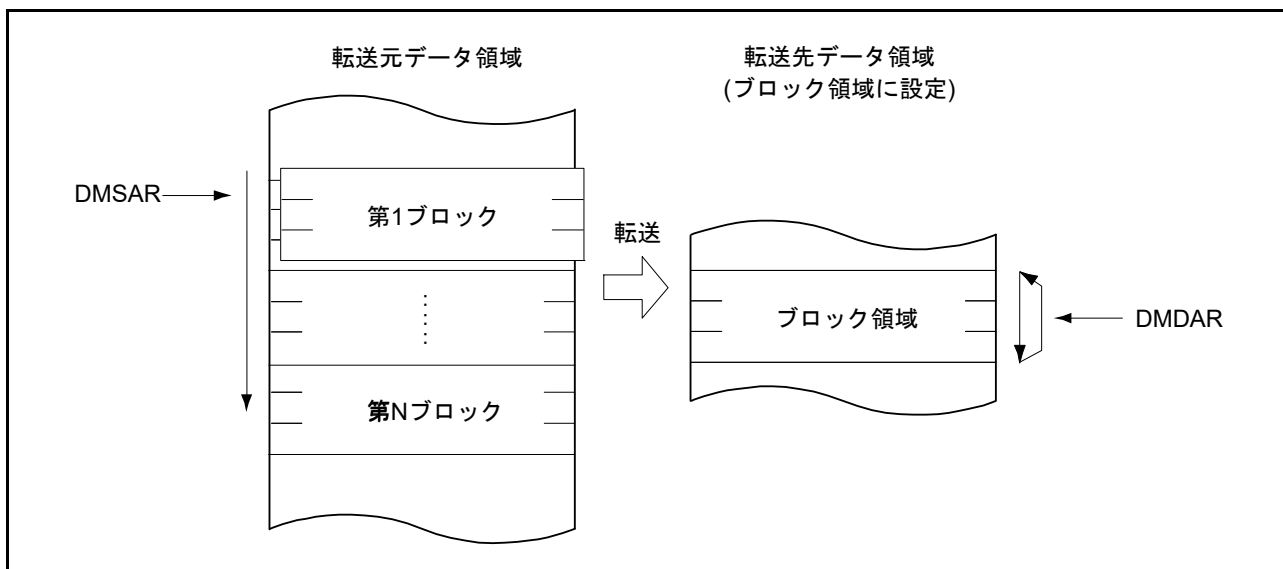 転送元データ領域
転送先データ領域
(ブロック領域に設定)
DMSAR
第1ブロック
転送
ブロック領域
DMDAR
第Nブロック